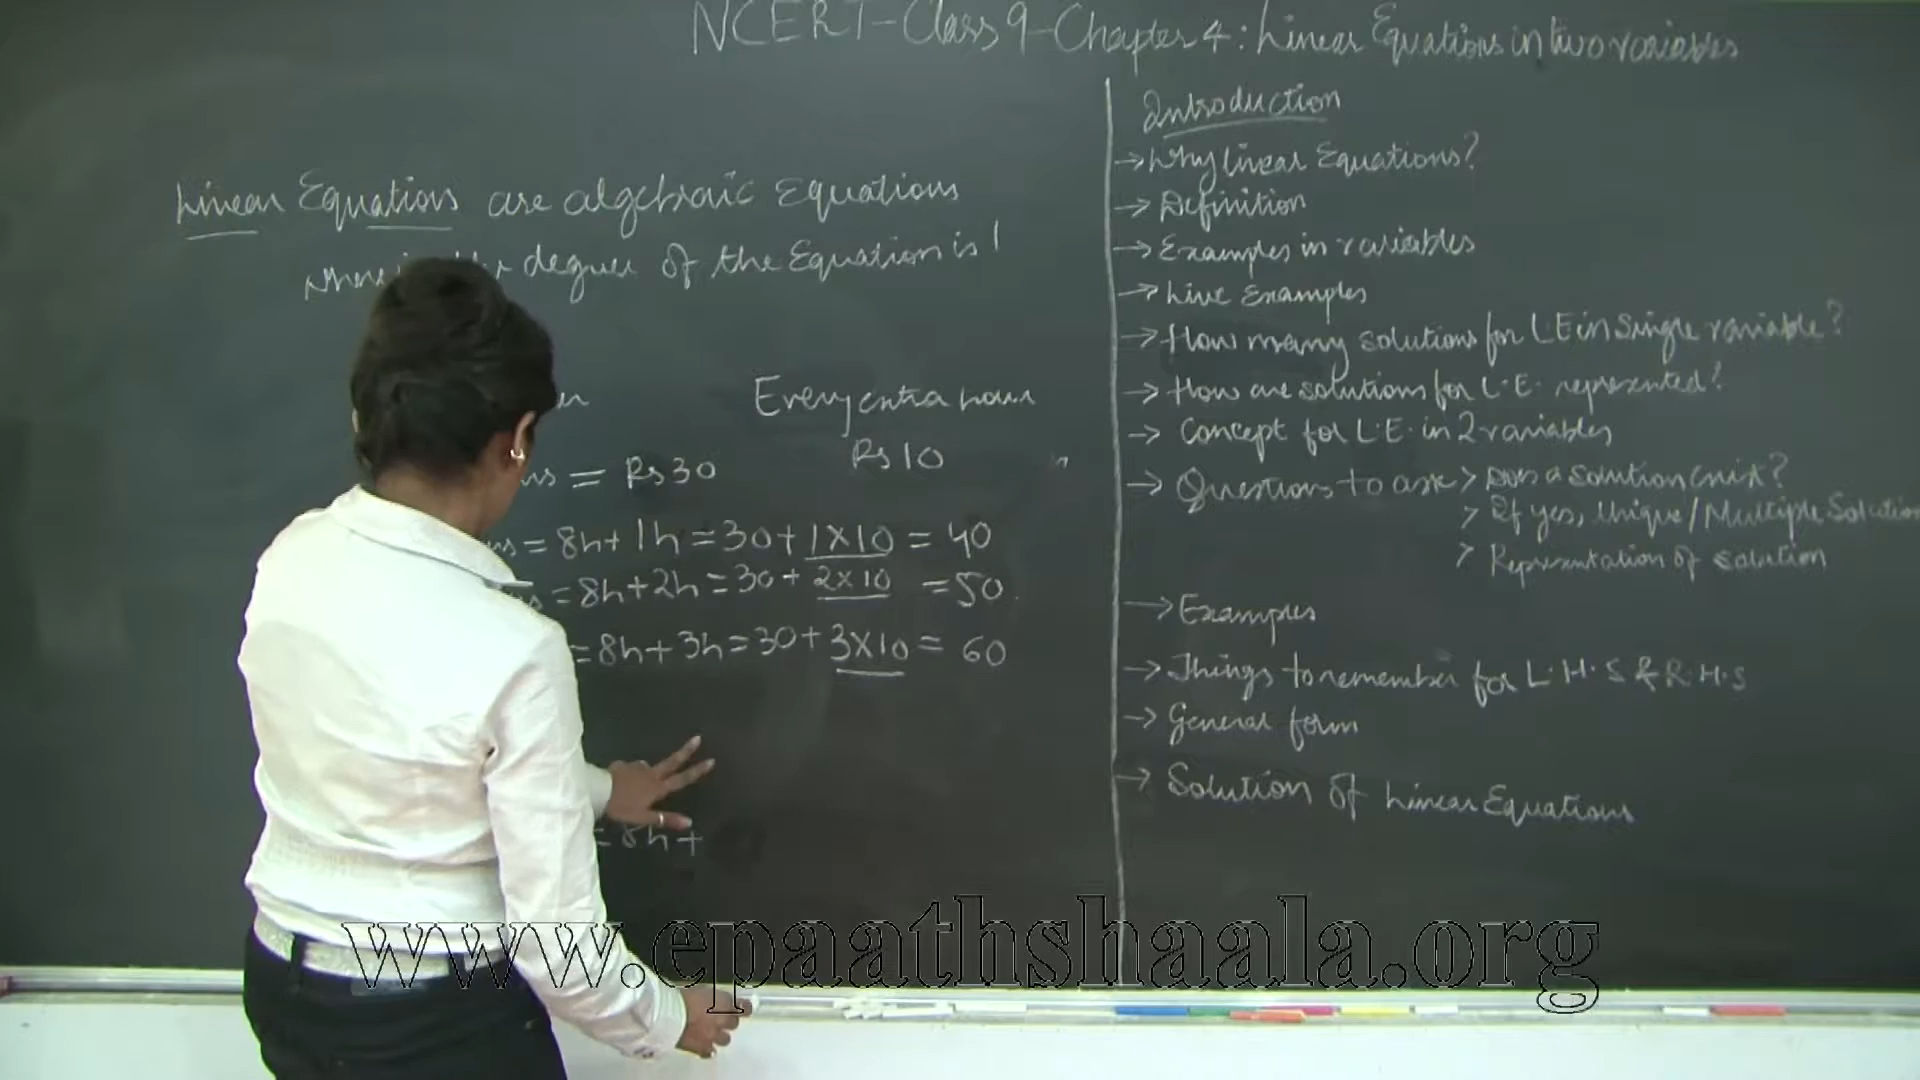 NCERT-Class 9-Chapter 4: Linear Equations in two variables
Linear Equations are algebraic Equations
degree of the Equation is 1
Every extra hour
= Rs 30 Rs 10
= 8h + 1h = 30 + 1 X 10 = 40
= 8h + 2h = 30 + 2 X 10 = 50
= 8h + 3h = 30 + 3 X 10 = 60
= 8h +
Introduction
→ Why linear Equations?
→ Definition
→ Examples in variables
→ Live Examples
→ How many solutions for L.E in Single variable?
→ How are solutions for L.E. represented?
→ Concept for L.E. in 2 variables
→ Questions to ask > Does a solution exist?
> If yes, Unique/Multiple Solution
> Representation of solution
→ Examples
→ Things to remember for L.H.S & R.H.S
→ General form
→ Solution of Linear Equations
www.epaathshaala.org